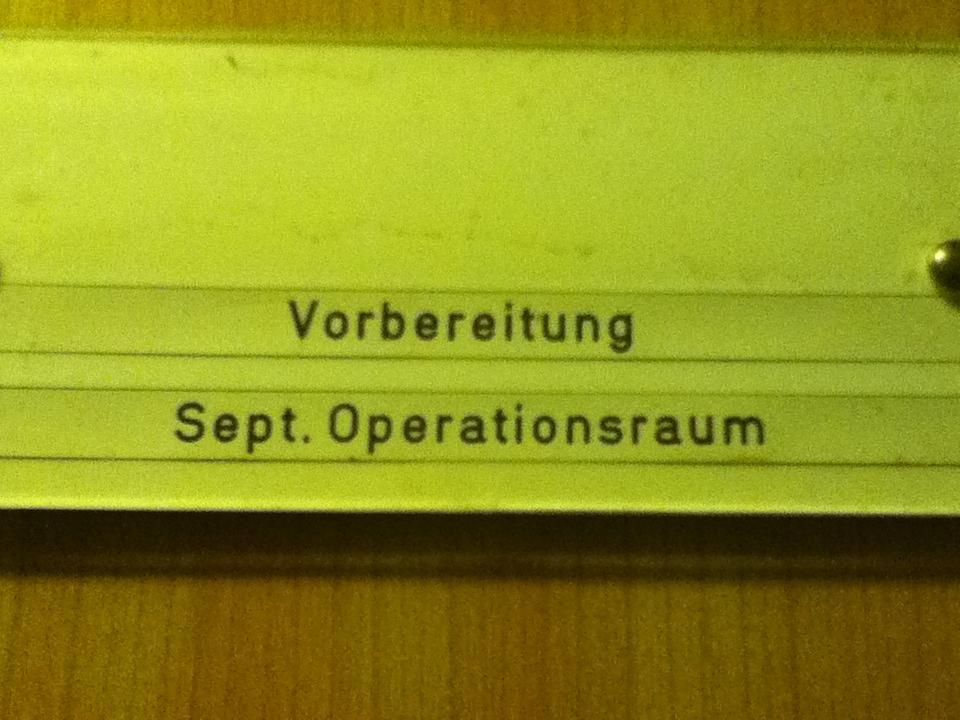 Vorbereitung
Sept. Operationsraum